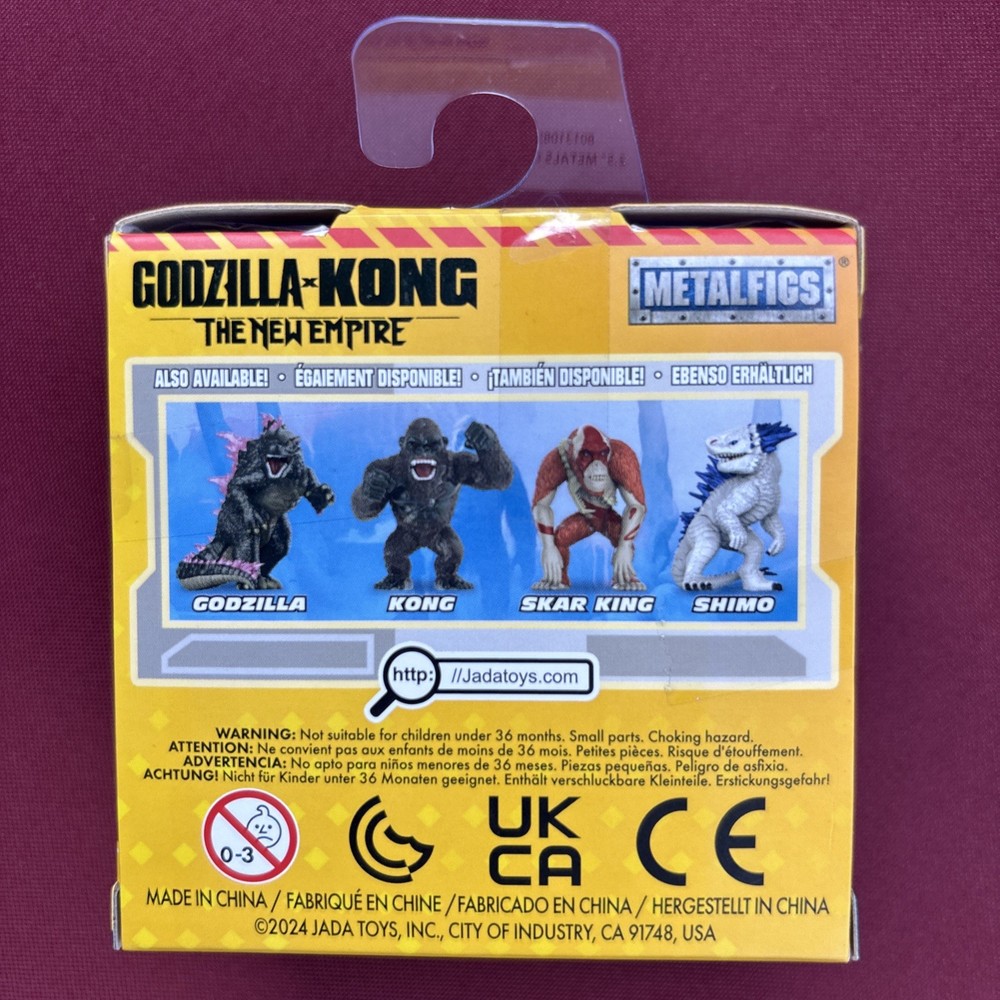 GODZILLA x KONG
THE NEW EMPIRE
METALFIGS®
ALSO AVAILABLE! • ÉGAIEMENT DISPONIBLE! • ¡TAMBIÉN DISPONIBLE! • EBENSO ERHÄLTLICH
GODZILLA KONG SKAR KING SHIMO
http: //Jadatoys.com
WARNING: Not suitable for children under 36 months. Small parts. Choking hazard.
ATTENTION: Ne convient pas aux enfants de moins de 36 mois. Petites pièces. Risque d'étouffement.
ADVERTENCIA: No apto para niños menores de 36 meses. Piezas pequeñas. Peligro de asfixia.
ACHTUNG! Nicht für Kinder unter 36 Monaten geeignet. Enthält verschluckbare Kleinteile. Erstickungsgefahr!
0-3
UK
CA
CE
MADE IN CHINA / FABRIQUÉ EN CHINE / FABRICADO EN CHINA / HERGESTELLT IN CHINA
©2024 JADA TOYS, INC., CITY OF INDUSTRY, CA 91748, USA